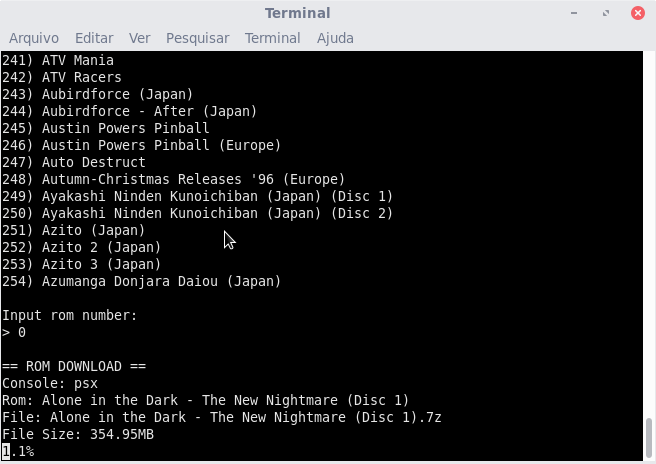 Terminal
Arquivo Editar Ver Pesquisar Terminal Ajuda
241) ATV Mania
242) ATV Racers
243) Aubirdforce (Japan)
244) Aubirdforce - After (Japan)
245) Austin Powers Pinball
246) Austin Powers Pinball (Europe)
247) Auto Destruct
248) Autumn-Christmas Releases '96 (Europe)
249) Ayakashi Ninden Kunoichiban (Japan) (Disc 1)
250) Ayakashi Ninden Kunoichiban (Japan) (Disc 2)
251) Azito (Japan)
252) Azito 2 (Japan)
253) Azito 3 (Japan)
254) Azumanga Donjara Daiou (Japan)
Input rom number:
> 0
== ROM DOWNLOAD ==
Console: psx
Rom: Alone in the Dark - The New Nightmare (Disc 1)
File: Alone in the Dark - The New Nightmare (Disc 1).7z
File Size: 354.95MB
1.1%